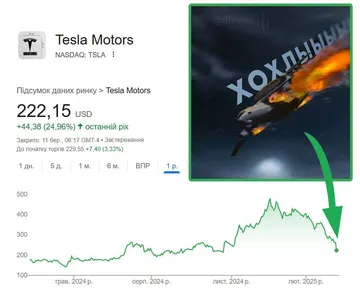 Tesla Motors
NASDAQ: TSLA
Підсумок даних ринку > Tesla Motors
222,15 USD
+44,38 (24,96%) ↑ останній рік
Закрито: 11 бер., 06:17 GMT-4 • Застереження
До початку торгів 229,55 +7,40 (3,33%)
1 дн. 5 д. 1 м. 6 м. ВПР 1 р.
500
400
300
200
100
трав. 2024 р. серп. 2024 р. лист. 2024 р. лют. 2025 р.
ХОХЛЫЫЫЫ